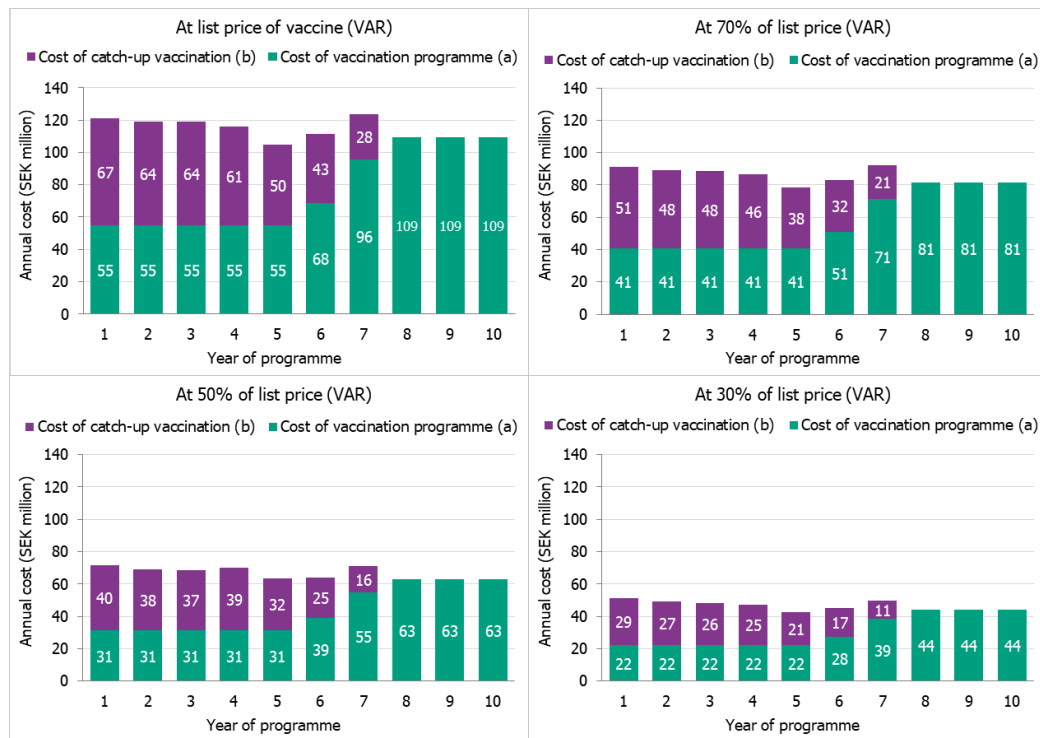 At list price of vaccine (VAR)
Cost of catch-up vaccination (b) Cost of vaccination programme (a)
Annual cost (SEK million)
140
120
100
80
60
40
20
0
67 64 64 61 50 43 28
55 55 55 55 55 68 96 109 109 109
1 2 3 4 5 6 7 8 9 10
Year of programme
At 70% of list price (VAR)
Cost of catch-up vaccination (b) Cost of vaccination programme (a)
Annual cost (SEK million)
140
120
100
80
60
40
20
0
51 48 48 46 38 32 21
41 41 41 41 41 51 71 81 81 81
1 2 3 4 5 6 7 8 9 10
Year of programme
At 50% of list price (VAR)
Cost of catch-up vaccination (b) Cost of vaccination programme (a)
Annual cost (SEK million)
140
120
100
80
60
40
20
0
40 38 37 39 32 25 16
31 31 31 31 31 39 55 63 63 63
1 2 3 4 5 6 7 8 9 10
Year of programme
At 30% of list price (VAR)
Cost of catch-up vaccination (b) Cost of vaccination programme (a)
Annual cost (SEK million)
140
120
100
80
60
40
20
0
29 27 26 25 21 17 11
22 22 22 22 22 28 39 44 44 44
1 2 3 4 5 6 7 8 9 10
Year of programme